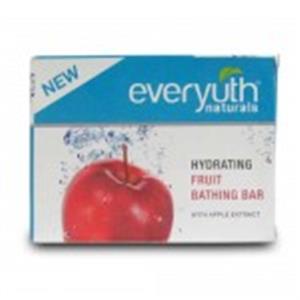 NEW
everyuth
naturals
HYDRATING
FRUIT
BATHING BAR
WITH APPLE EXTRACT